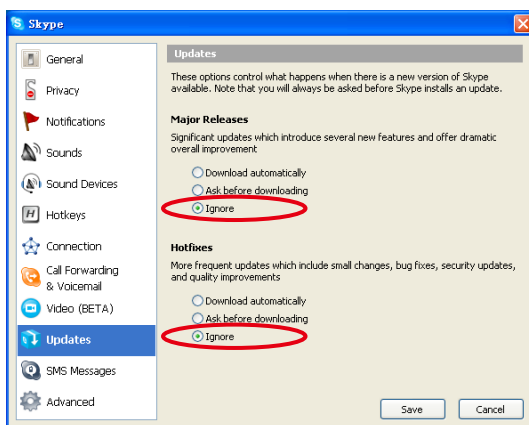 Skype
General
Privacy
Notifications
Sounds
Sound Devices
Hotkeys
Connection
Call Forwarding
& Voicemail
Video (BETA)
Updates
SMS Messages
Advanced
Updates
These options control what happens when there is a new version of Skype
available. Note that you will always be asked before Skype installs an update.
Major Releases
Significant updates which introduce several new features and offer dramatic
overall improvement
Download automatically
Ask before downloading
Ignore
Hotfixes
More frequent updates which include small changes, bug fixes, security updates,
and quality improvements
Download automatically
Ask before downloading
Ignore
Save
Cancel